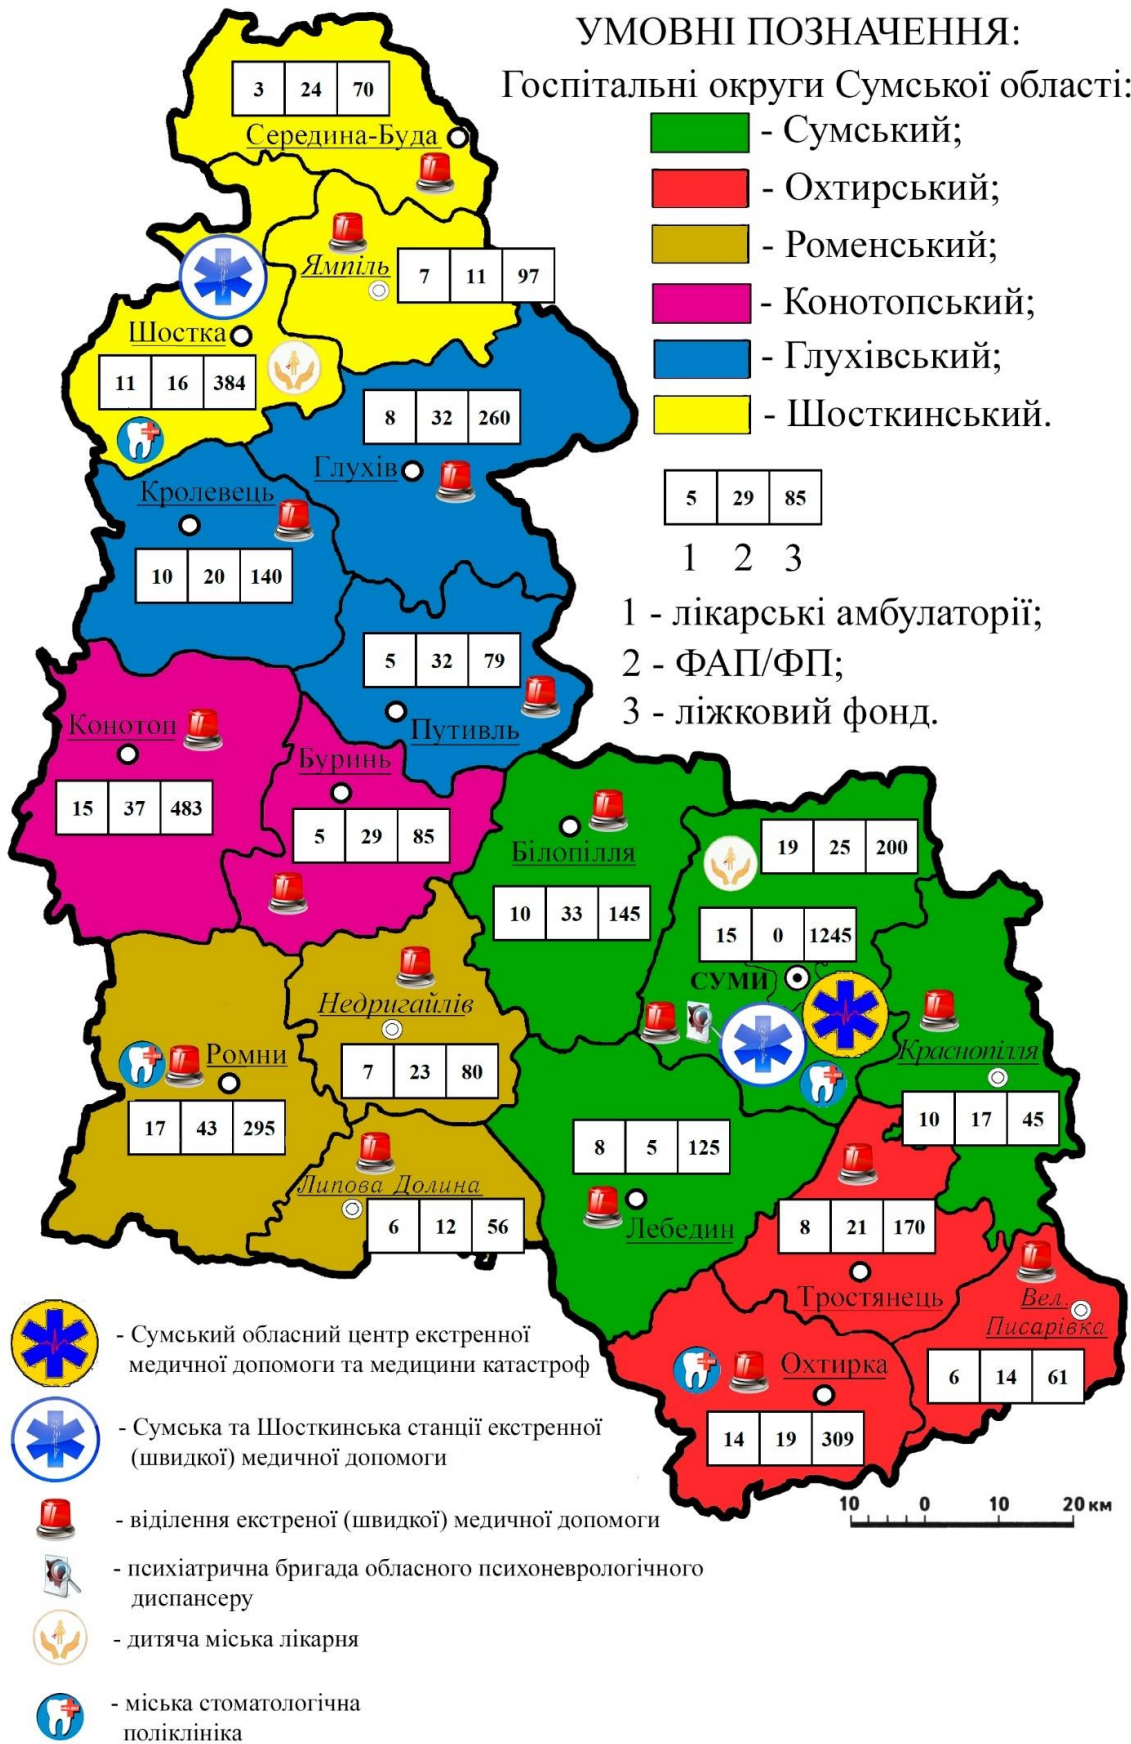 УМОВНІ ПОЗНАЧЕННЯ:
Госпітальні округи Сумської області:
- Сумський;
- Охтирський;
- Роменський;
- Конотопський;
- Глухівський;
- Шосткинський.
5 29 85
1 2 3
1 - лікарські амбулаторії;
2 - ФАП/ФП;
3 - ліжковий фонд.
3 24 70
Середина-Буда
Ямпіль
7 11 97
Шостка
11 16 384
8 32 260
Глухів
Кролевець
10 20 140
5 32 79
Путивль
Конотоп
15 37 483
Буринь
5 29 85
Білопілля
10 33 145
19 25 200
15 0 1245
СУМИ
Краснопілля
10 17 45
Недригайлів
7 23 80
Ромни
17 43 295
Липова Долина
6 12 56
8 5 125
Лебедин
8 21 170
Тростянець
Вел.
Писарівка
6 14 61
Охтирка
14 19 309
10 0 10 20 км
- Сумський обласний центр екстренної
медичної допомоги та медицини катастроф
- Сумська та Шосткинська станції екстренної
(швидкої) медичної допомоги
- віділення екстреної (швидкої) медичної допомоги
- психіатрична бригада обласного психоневрологічного
диспансеру
- дитяча міська лікарня
- міська стоматологічна
поліклініка